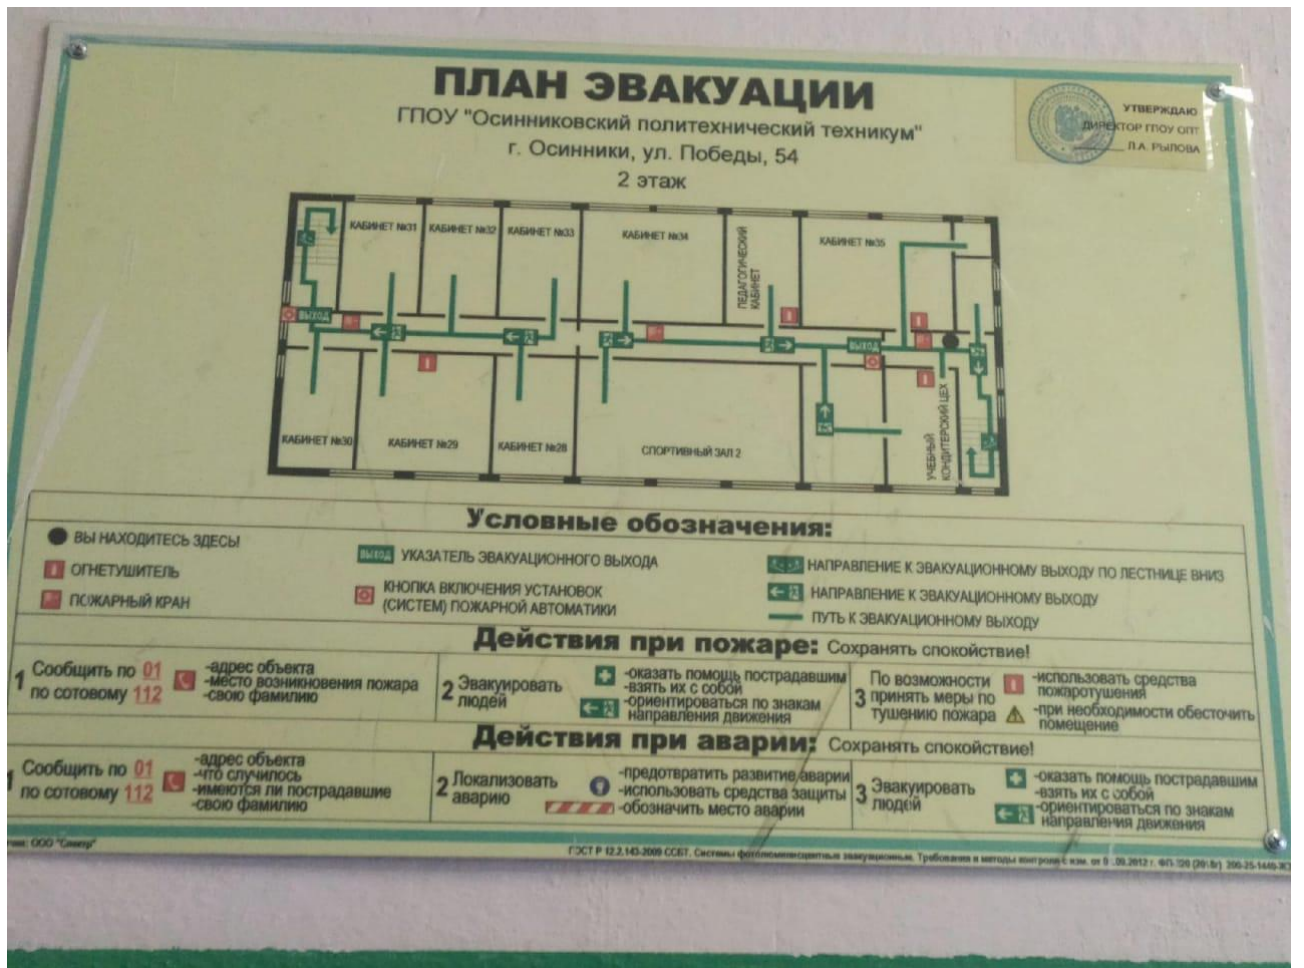 ПЛАН ЭВАКУАЦИИ
ГПОУ "Осинниковский политехнический техникум"
г. Осинники, ул. Победы, 54
2 этаж
УТВЕРЖДАЮ
ДИРЕКТОР ГПОУ ОПТ
Л.А. РЫЛОВА
КАБИНЕТ №31
КАБИНЕТ №32
КАБИНЕТ №33
КАБИНЕТ №34
ПЕДАГОГИЧЕСКИЙ
КАБИНЕТ
КАБИНЕТ №35
ВЫХОД
ВЫХОД
КАБИНЕТ №30
КАБИНЕТ №29
КАБИНЕТ №28
СПОРТИВНЫЙ ЗАЛ 2
УЧЕБНЫЙ
КОНДИТЕРСКИЙ ЦЕХ
Условные обозначения:
ВЫ НАХОДИТЕСЬ ЗДЕСЬ
ОГНЕТУШИТЕЛЬ
ПОЖАРНЫЙ КРАН
ВЫХОД УКАЗАТЕЛЬ ЭВАКУАЦИОННОГО ВЫХОДА
КНОПКА ВКЛЮЧЕНИЯ УСТАНОВОК
(СИСТЕМ) ПОЖАРНОЙ АВТОМАТИКИ
НАПРАВЛЕНИЕ К ЭВАКУАЦИОННОМУ ВЫХОДУ ПО ЛЕСТНИЦЕ ВНИЗ
НАПРАВЛЕНИЕ К ЭВАКУАЦИОННОМУ ВЫХОДУ
ПУТЬ К ЭВАКУАЦИОННОМУ ВЫХОДУ
Действия при пожаре: Сохранять спокойствие!
1 Сообщить по 01
по сотовому 112
-адрес объекта
-место возникновения пожара
-свою фамилию
2 Эвакуировать
людей
-оказать помощь пострадавшим
-взять их с собой
-ориентироваться по знакам
направления движения
3 По возможности
принять меры по
тушению пожара
-использовать средства
пожаротушения
-при необходимости обесточить
помещение
Действия при аварии: Сохранять спокойствие!
1 Сообщить по 01
по сотовому 112
-адрес объекта
-что случилось
-имеются ли пострадавшие
-свою фамилию
2 Локализовать
аварию
-предотвратить развитие аварии
-использовать средства защиты
-обозначить место аварии
3 Эвакуировать
людей
-оказать помощь пострадавшим
-взять их с собой
-ориентироваться по знакам
направления движения
ГОСТ Р 12.2.143-2009 ССБТ. Системы фотолюминесцентные эвакуационные. Требования и методы контроля